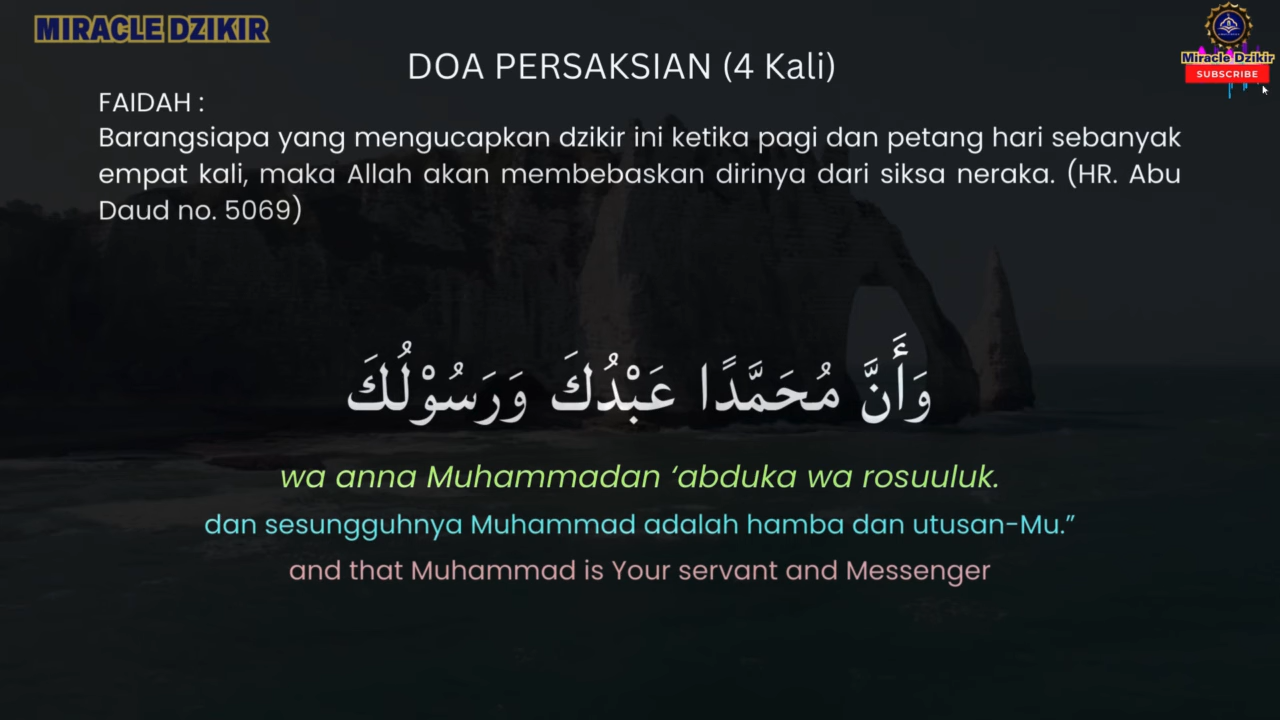 MIRACLE DZIKIR
Miracle Dzikir
SUBSCRIBE
DOA PERSAKSIAN (4 Kali)
FAIDAH :
Barangsiapa yang mengucapkan dzikir ini ketika pagi dan petang hari sebanyak
empat kali, maka Allah akan membebaskan dirinya dari siksa neraka. (HR. Abu
Daud no. 5069)
وَأَنَّ مُحَمَّدًا عَبْدُكَ وَرَسُوْلُكَ
wa anna Muhammadan ‘abduka wa rosuuluk.
dan sesungguhnya Muhammad adalah hamba dan utusan-Mu.”
and that Muhammad is Your servant and Messenger